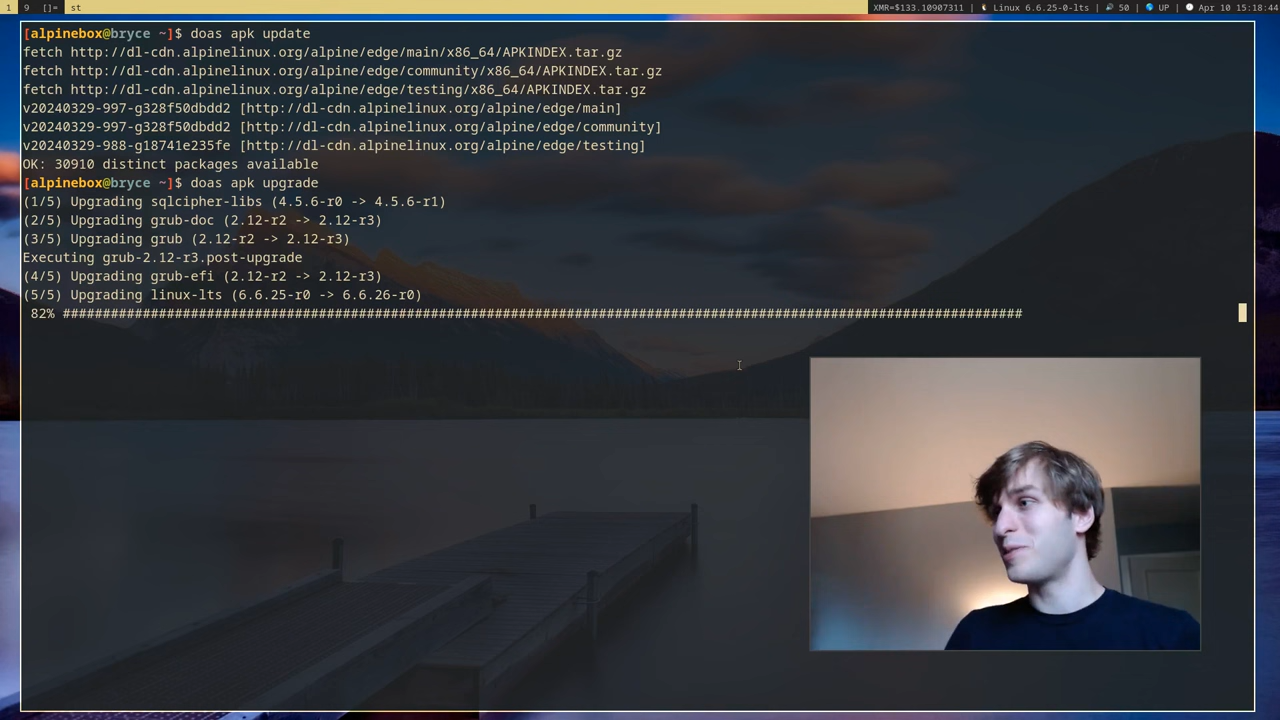 1 9 []= st XMR=$133.10907311 | Linux 6.6.25-0-lts | 50 | UP | Apr 10 15:18:44
[alpinebox@bryce ~]$ doas apk update
fetch http://dl-cdn.alpinelinux.org/alpine/edge/main/x86_64/APKINDEX.tar.gz
fetch http://dl-cdn.alpinelinux.org/alpine/edge/community/x86_64/APKINDEX.tar.gz
fetch http://dl-cdn.alpinelinux.org/alpine/edge/testing/x86_64/APKINDEX.tar.gz
v20240329-997-g328f50dbdd2 [http://dl-cdn.alpinelinux.org/alpine/edge/main]
v20240329-997-g328f50dbdd2 [http://dl-cdn.alpinelinux.org/alpine/edge/community]
v20240329-988-g18741e235fe [http://dl-cdn.alpinelinux.org/alpine/edge/testing]
OK: 30910 distinct packages available
[alpinebox@bryce ~]$ doas apk upgrade
(1/5) Upgrading sqlcipher-libs (4.5.6-r0 -> 4.5.6-r1)
(2/5) Upgrading grub-doc (2.12-r2 -> 2.12-r3)
(3/5) Upgrading grub (2.12-r2 -> 2.12-r3)
Executing grub-2.12-r3.post-upgrade
(4/5) Upgrading grub-efi (2.12-r2 -> 2.12-r3)
(5/5) Upgrading linux-lts (6.6.25-r0 -> 6.6.26-r0)
82% ########################################################################################################################